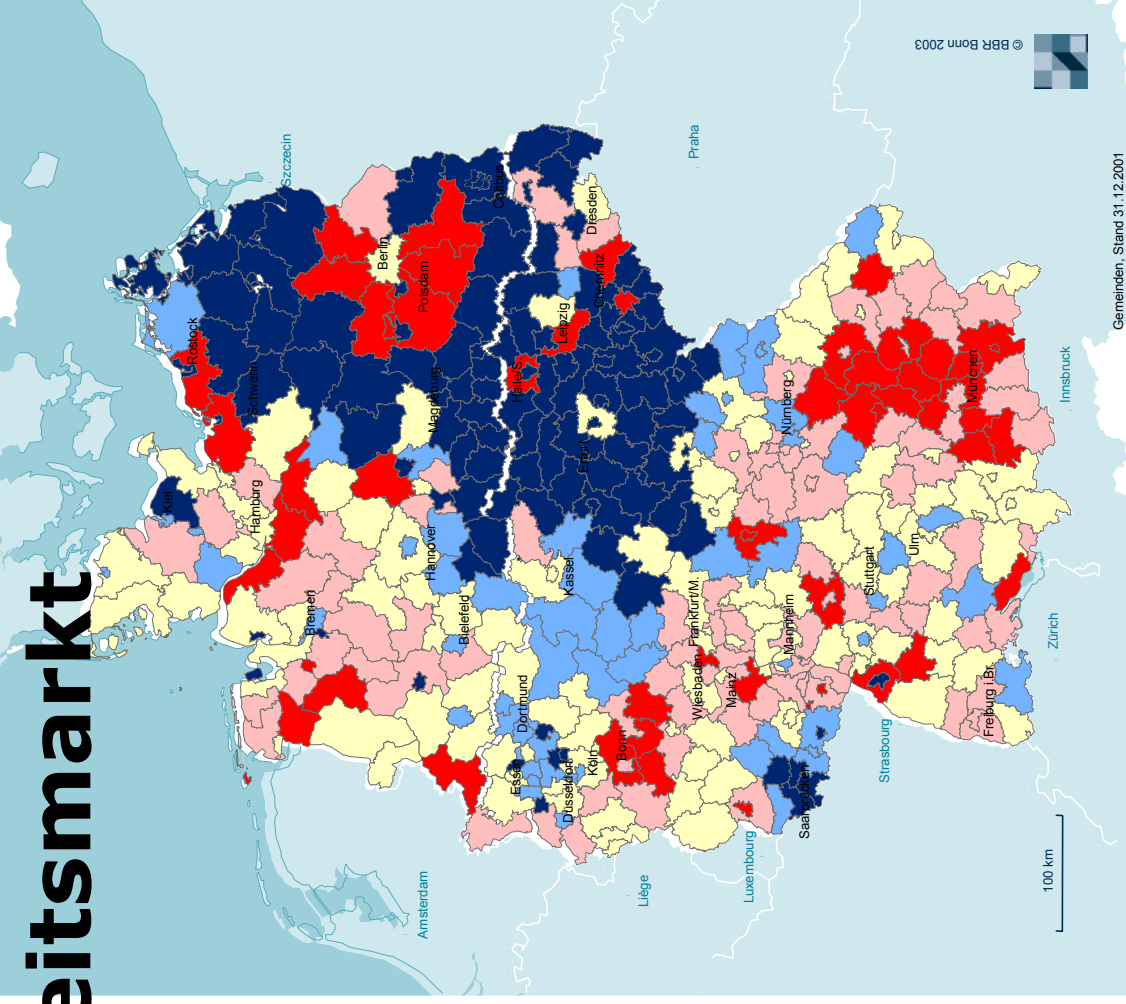 eitsmarkt
© BBR Bonn 2003
Szczecin
Praha
Rostock
Kiel
Schwerin
Hamburg
Bremen
Berlin
Potsdam
Cottbus
Hannover
Magdeburg
Bielefeld
Halle/S.
Leipzig
Dresden
Chemnitz
Erfurt
Kassel
Dortmund
Essen
Düsseldorf
Köln
Bonn
Amsterdam
Liège
Luxembourg
Wiesbaden
Frankfurt/M.
Mainz
Mannheim
Saarbrücken
Nürnberg
Stuttgart
Ulm
München
Strasbourg
Freiburg i.Br.
Zürich
Innsbruck
100 km
Gemeinden, Stand 31.12.2001